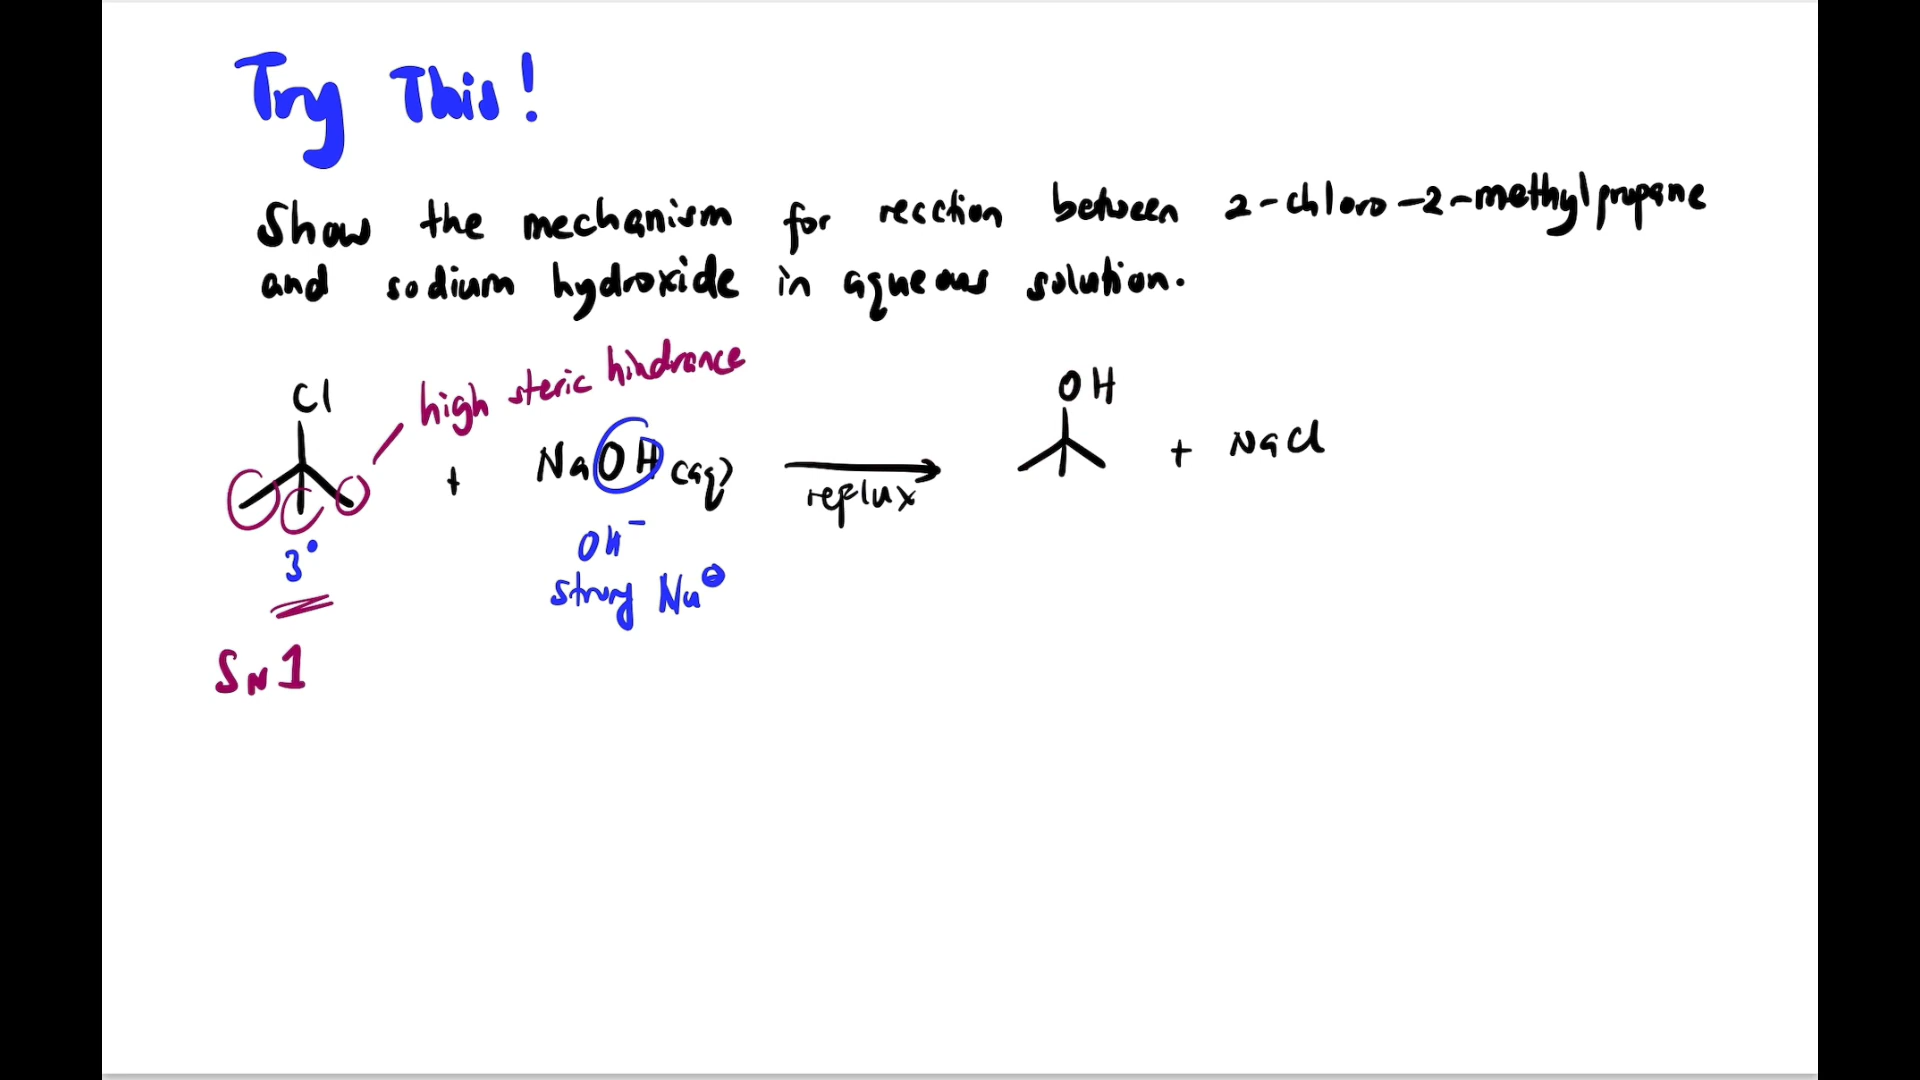 Try This!
Show the mechanism for reaction between 2-chloro-2-methylpropane
and sodium hydroxide in aqueous solution.
high steric hindrance
Cl
+ NaOH (aq)
reflux
OH
+ NaCl
3°
OH⁻
strong Nu⊖
SN1